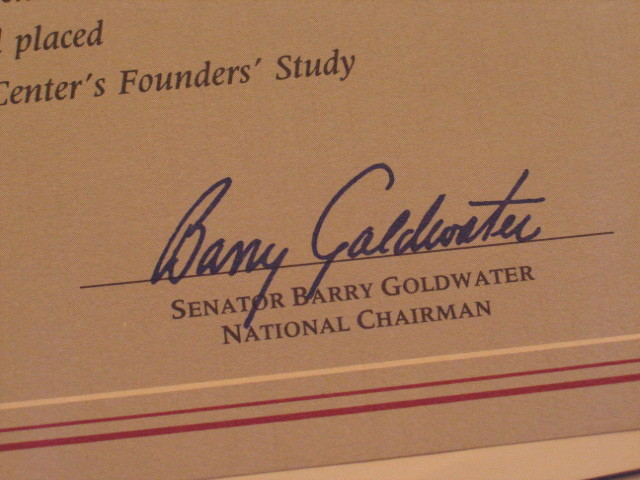 placed
Center's Founders' Study
Barry Goldwater
SENATOR BARRY GOLDWATER
NATIONAL CHAIRMAN